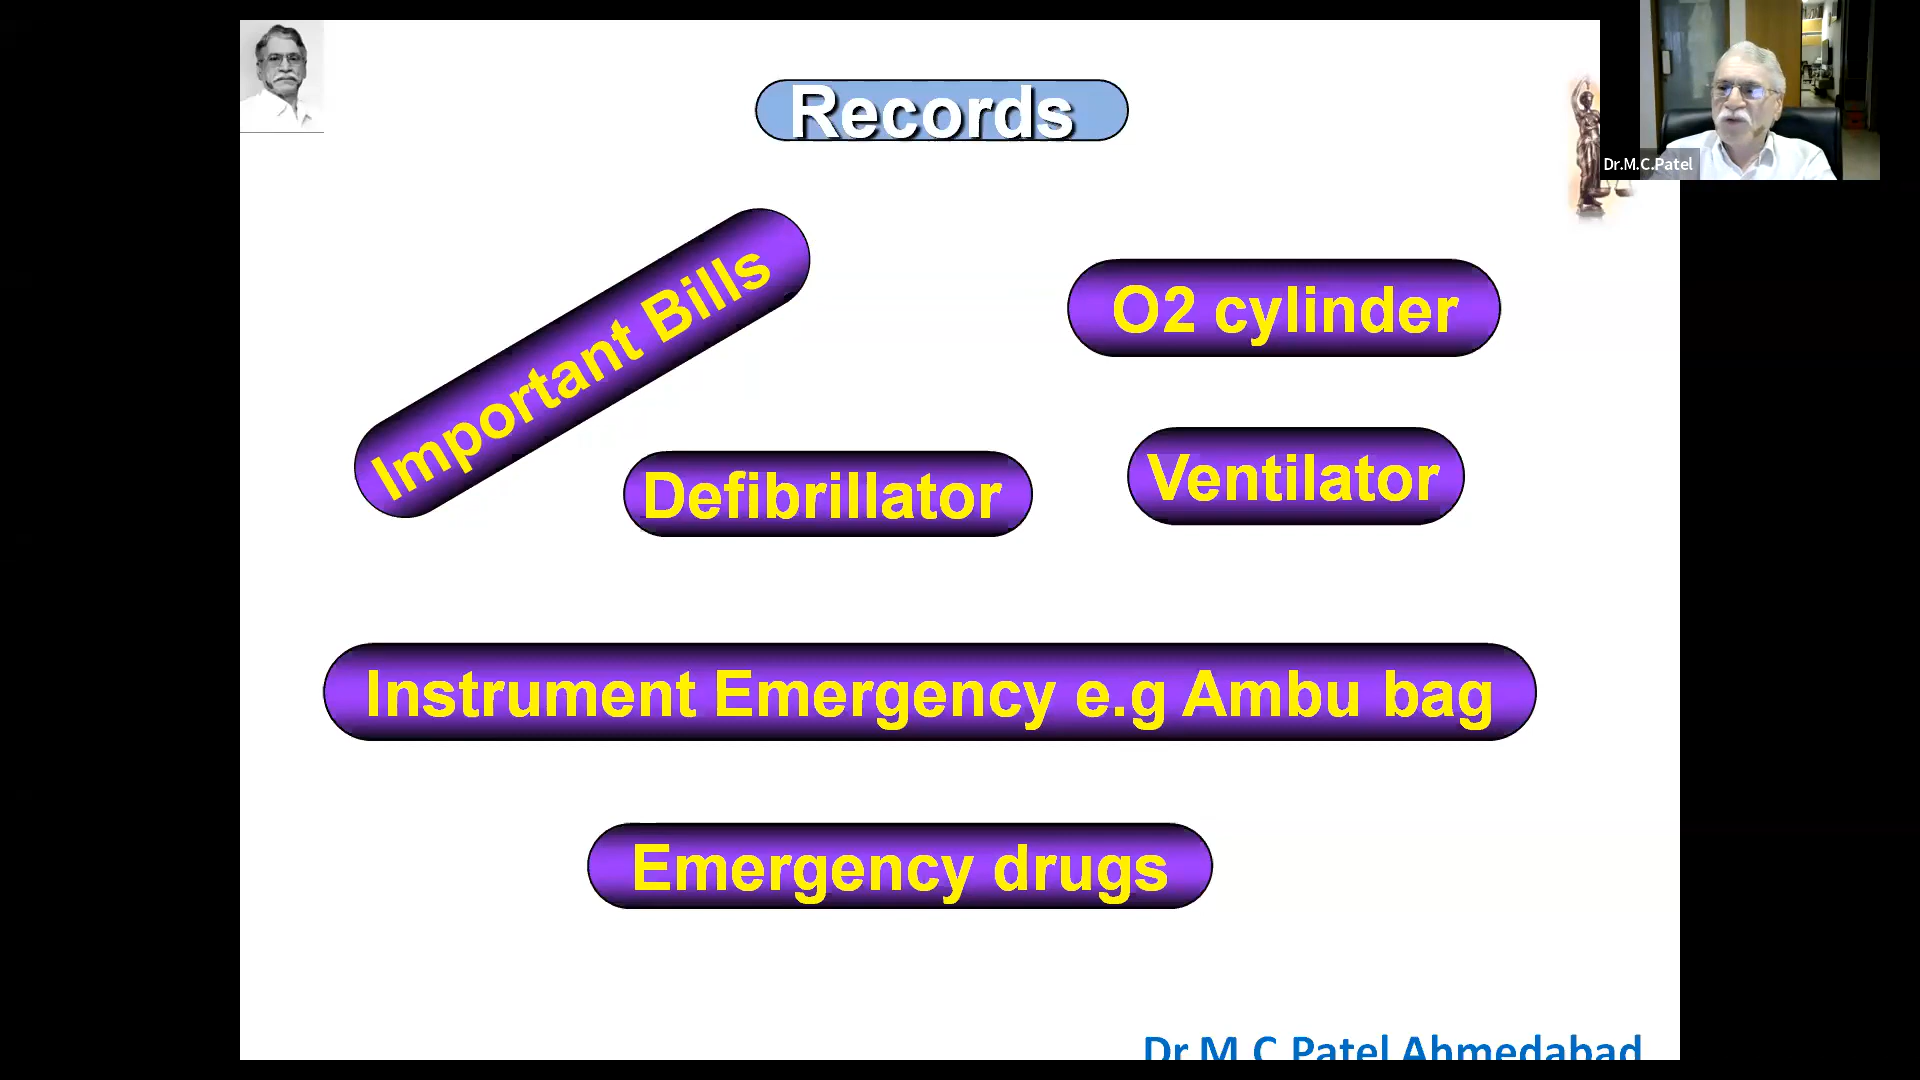 Records
Dr.M.C.Patel
Important Bills
O2 cylinder
Defibrillator
Ventilator
Instrument Emergency e.g Ambu bag
Emergency drugs
Dr.M.C.Patel Ahmedabad